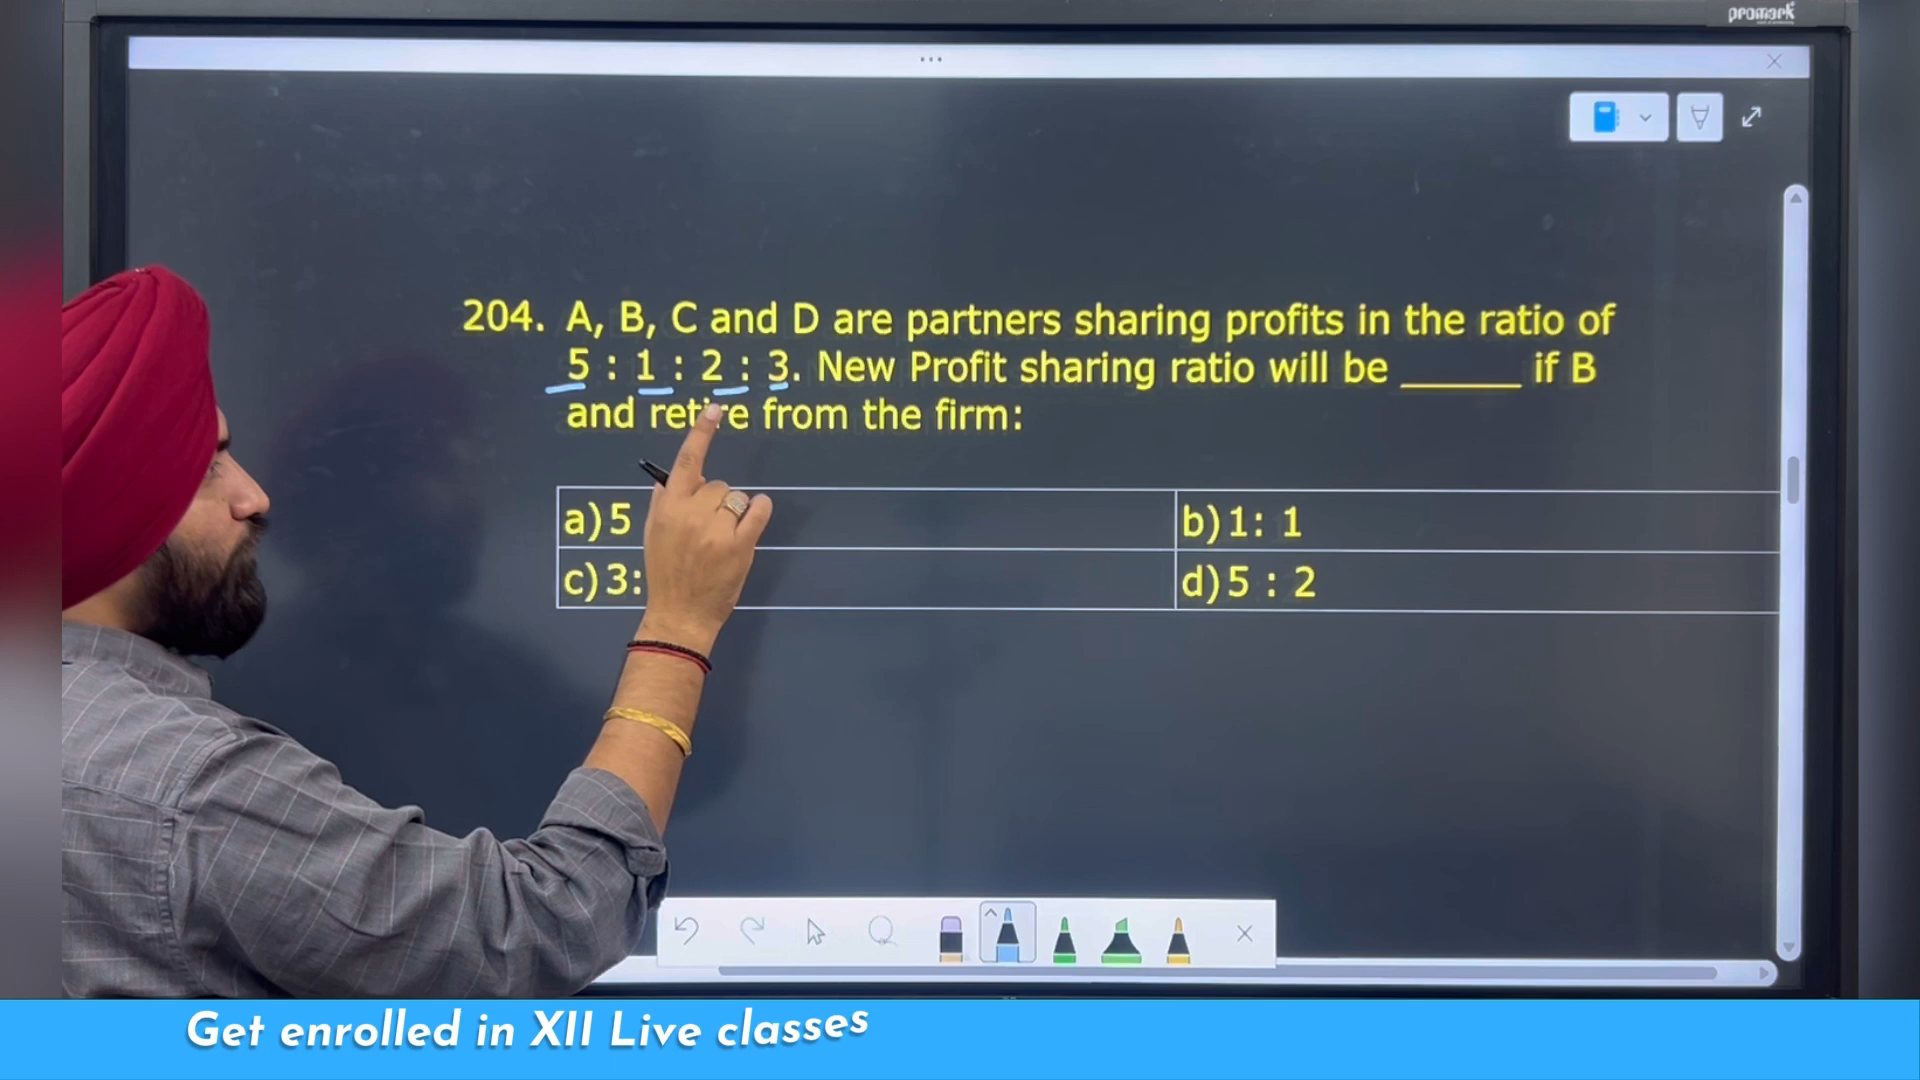 promark
204. A, B, C and D are partners sharing profits in the ratio of
5 : 1 : 2 : 3. New Profit sharing ratio will be ______ if B
and retire from the firm:
a) 5
b) 1: 1
c) 3:
d) 5 : 2
Get enrolled in XII Live classes